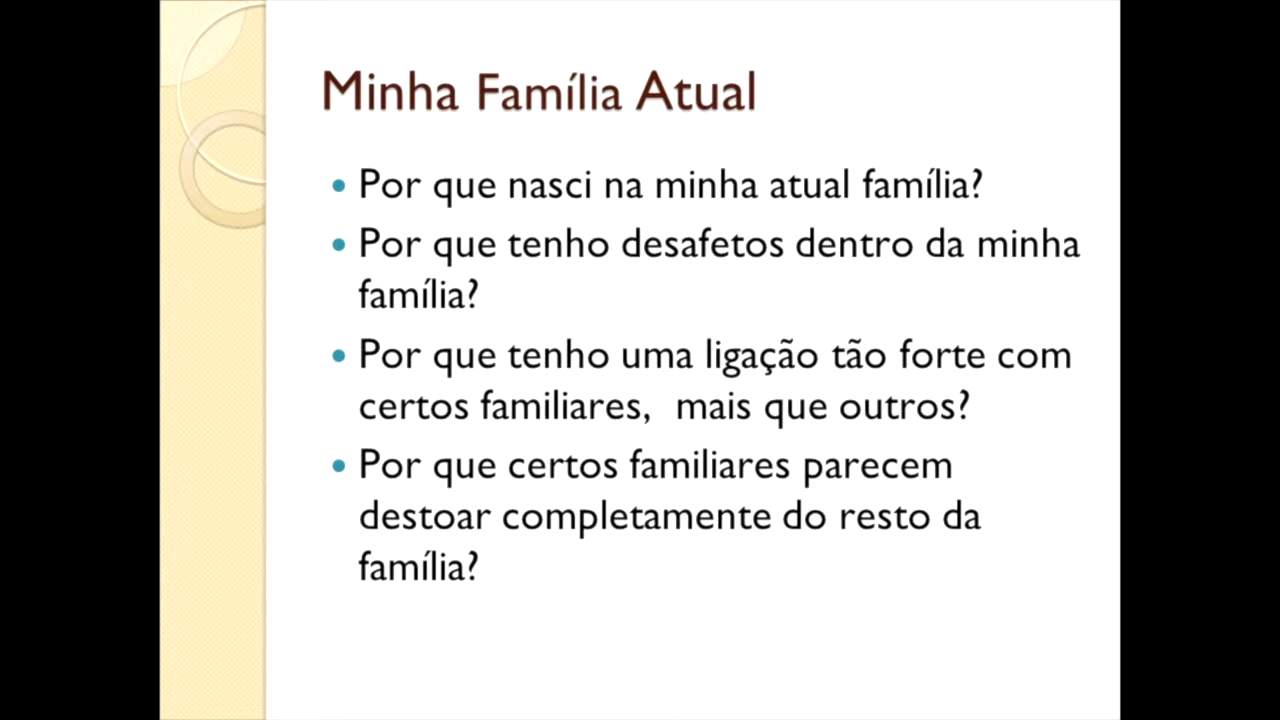 Minha Família Atual
• Por que nasci na minha atual família?
• Por que tenho desafetos dentro da minha
família?
• Por que tenho uma ligação tão forte com
certos familiares,  mais que outros?
• Por que certos familiares parecem
destoar completamente do resto da
família?